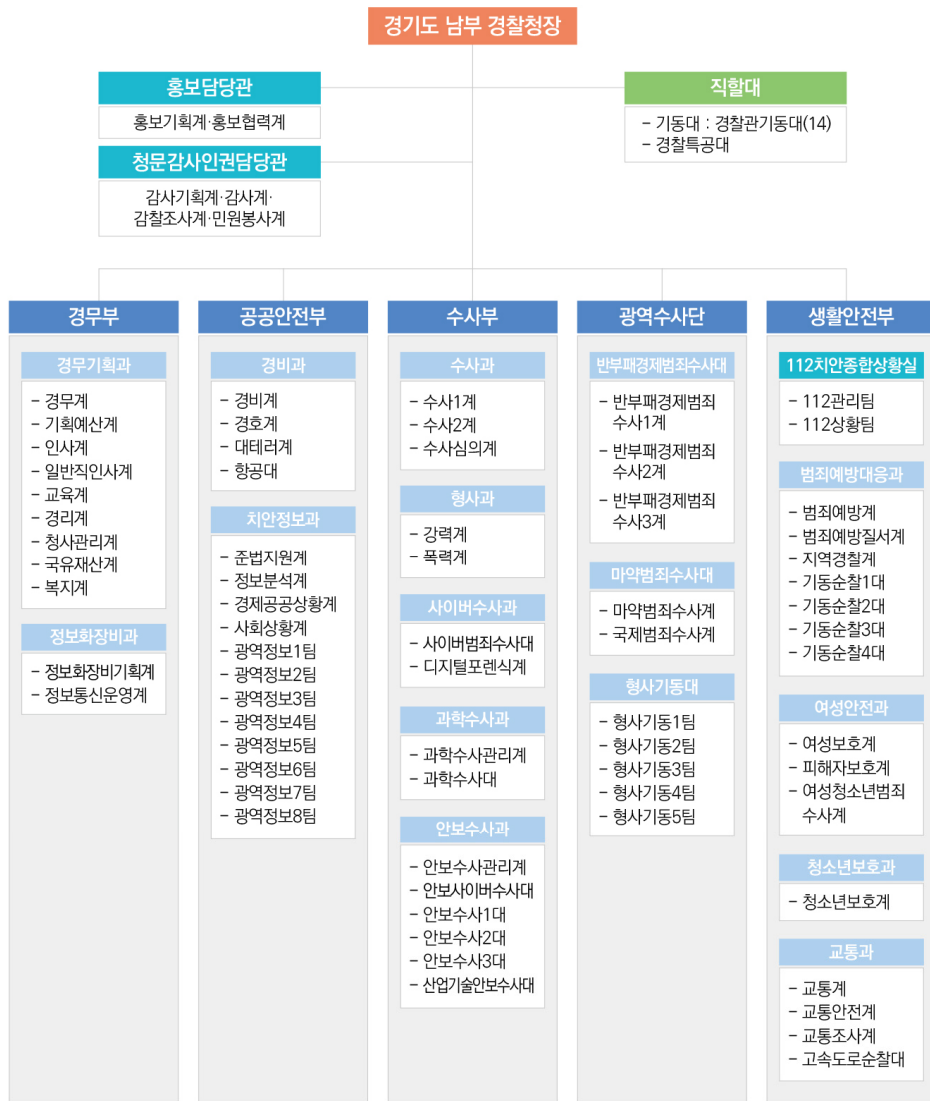 경기도 남부 경찰청장
홍보담당관
홍보기획계·홍보협력계
청문감사인권담당관
감사기획계·감사계·
감찰조사계·민원봉사계
직할대
– 기동대 : 경찰관기동대(14)
– 경찰특공대
경무부
경무기획과
– 경무계
– 기획예산계
– 인사계
– 일반직인사계
– 교육계
– 경리계
– 청사관리계
– 국유재산계
– 복지계
정보화장비과
– 정보화장비기획계
– 정보통신운영계
공공안전부
경비과
– 경비계
– 경호계
– 대테러계
– 항공대
치안정보과
– 준법지원계
– 정보분석계
– 경제공공상황계
– 사회상황계
– 광역정보1팀
– 광역정보2팀
– 광역정보3팀
– 광역정보4팀
– 광역정보5팀
– 광역정보6팀
– 광역정보7팀
– 광역정보8팀
수사부
수사과
– 수사1계
– 수사2계
– 수사심의계
형사과
– 강력계
– 폭력계
사이버수사과
– 사이버범죄수사대
– 디지털포렌식계
과학수사과
– 과학수사관리계
– 과학수사대
안보수사과
– 안보수사관리계
– 안보사이버수사대
– 안보수사1대
– 안보수사2대
– 안보수사3대
– 산업기술안보수사대
광역수사단
반부패경제범죄수사대
– 반부패경제범죄
수사1계
– 반부패경제범죄
수사2계
– 반부패경제범죄
수사3계
마약범죄수사대
– 마약범죄수사계
– 국제범죄수사계
형사기동대
– 형사기동1팀
– 형사기동2팀
– 형사기동3팀
– 형사기동4팀
– 형사기동5팀
생활안전부
112치안종합상황실
– 112관리팀
– 112상황팀
범죄예방대응과
– 범죄예방계
– 범죄예방질서계
– 지역경찰계
– 기동순찰1대
– 기동순찰2대
– 기동순찰3대
– 기동순찰4대
여성안전과
– 여성보호계
– 피해자보호계
– 여성청소년범죄
수사계
청소년보호과
– 청소년보호계
교통과
– 교통계
– 교통안전계
– 교통조사계
– 고속도로순찰대